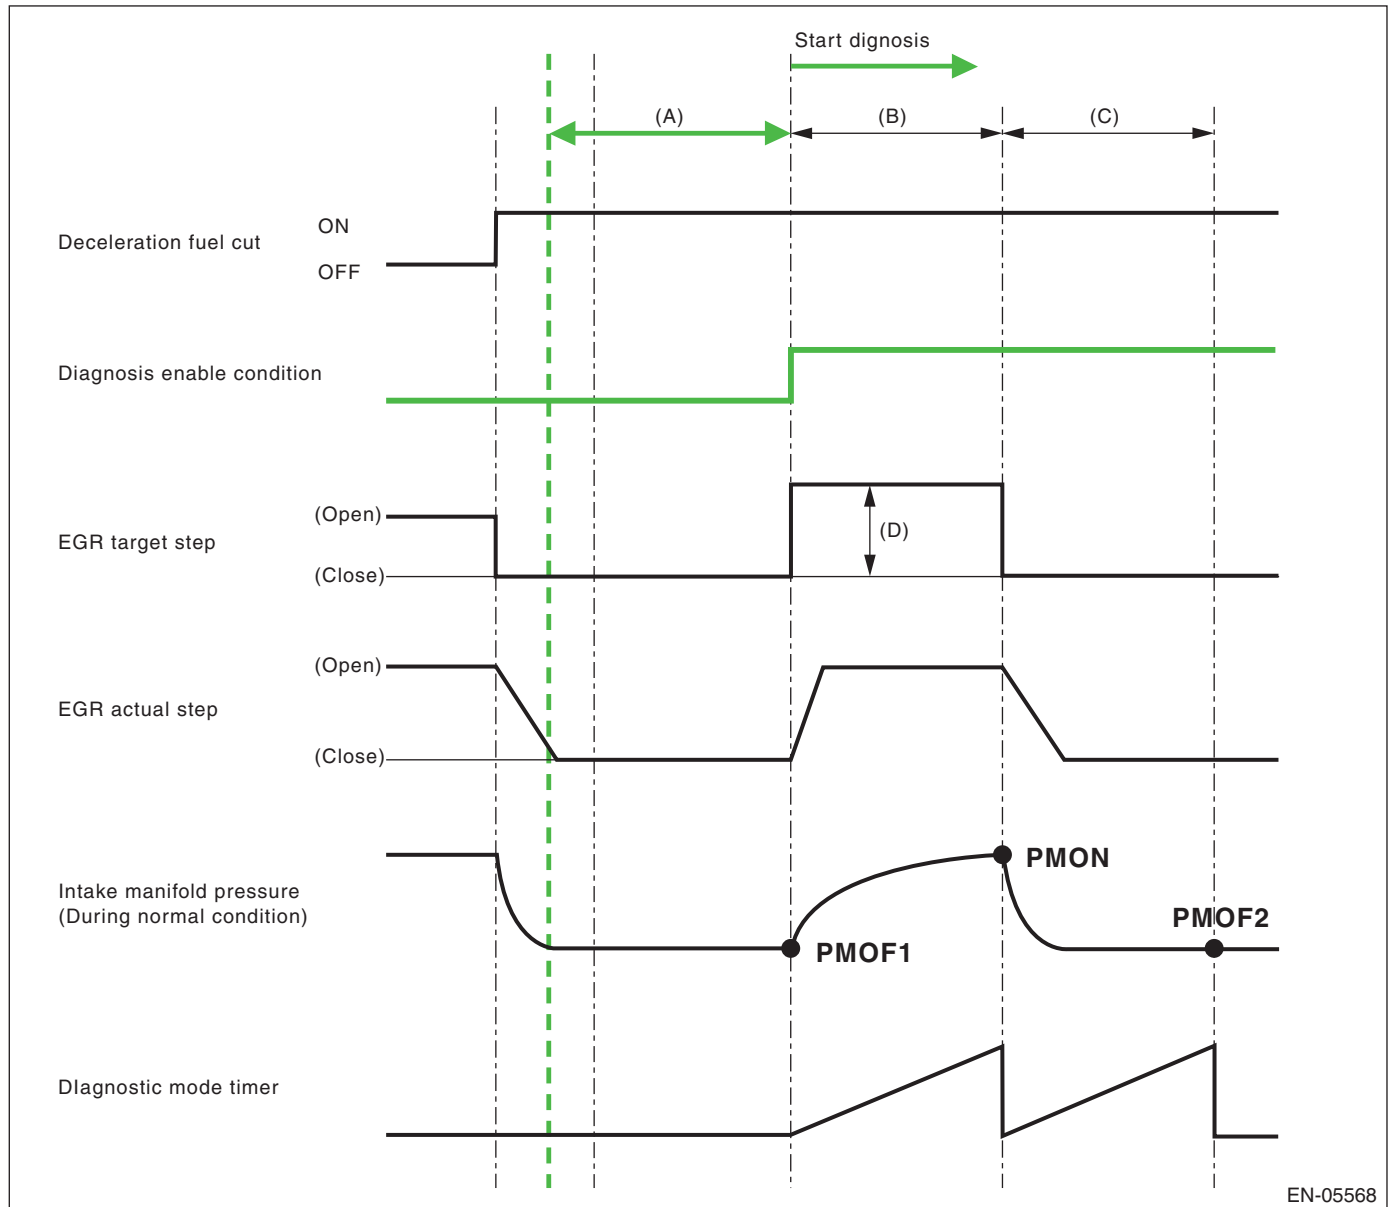 Start dignosis
(A)
(B)
(C)
Deceleration fuel cut
ON
OFF
Diagnosis enable condition
EGR target step
(Open)
(Close)
(D)
EGR actual step
(Open)
(Close)
Intake manifold pressure
(During normal condition)
PMOF1
PMON
PMOF2
DIagnostic mode timer
EN-05568